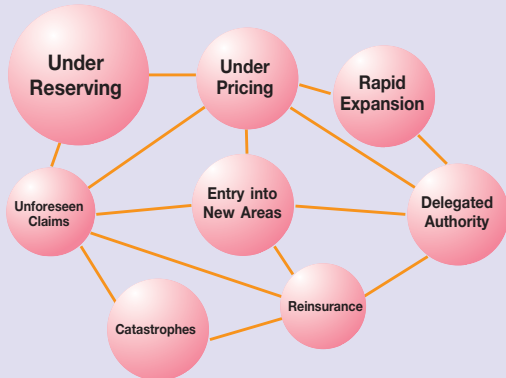 Under
Reserving
Under
Pricing
Rapid
Expansion
Unforeseen
Claims
Entry into
New Areas
Delegated
Authority
Catastrophes
Reinsurance